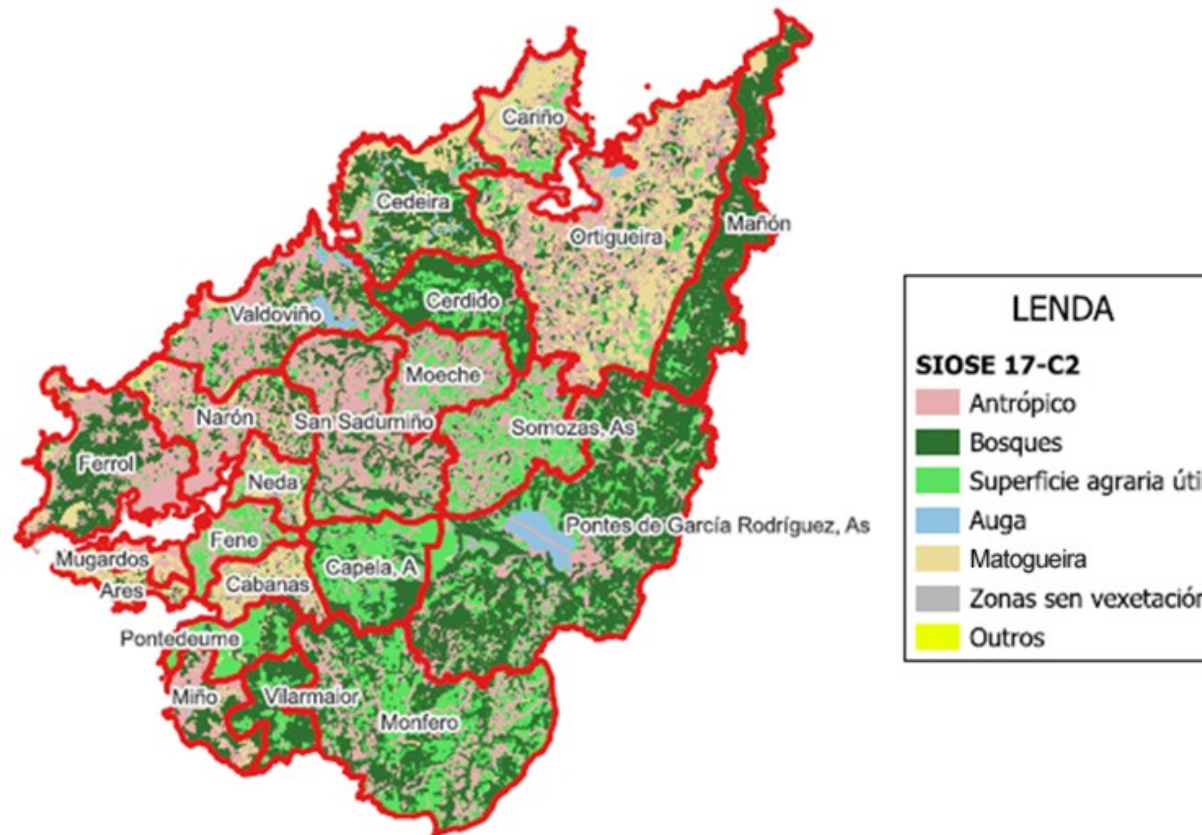 Cariño
Cedeira
Mañón
Ortigueira
Cerdido
Valdoviño
Moeche
Narón
San Sadurniño
Somozas, As
Ferrol
Neda
Pontes de García Rodríguez, As
Fene
Mugardos
Capela, A
Cabanas
Ares
Pontedeume
Miño
Vilarmaior
Monfero
LENDA
SIOSE 17-C2
Antrópico
Bosques
Superficie agraria úti
Auga
Matogueira
Zonas sen vexetación
Outros